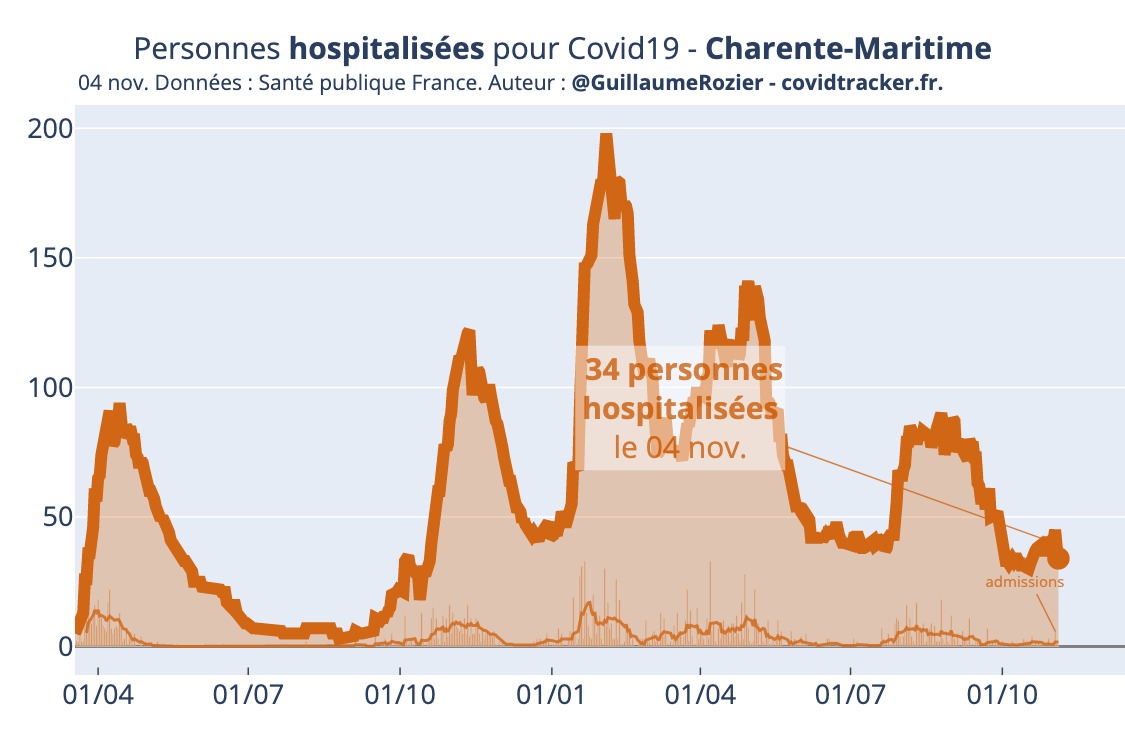 Personnes hospitalisées pour Covid19 - Charente-Maritime
04 nov. Données : Santé publique France. Auteur : @GuillaumeRozier - covidtracker.fr.
200
150
100
50
0
34 personnes
hospitalisées
le 04 nov.
admissions
01/04 01/07 01/10 01/01 01/04 01/07 01/10